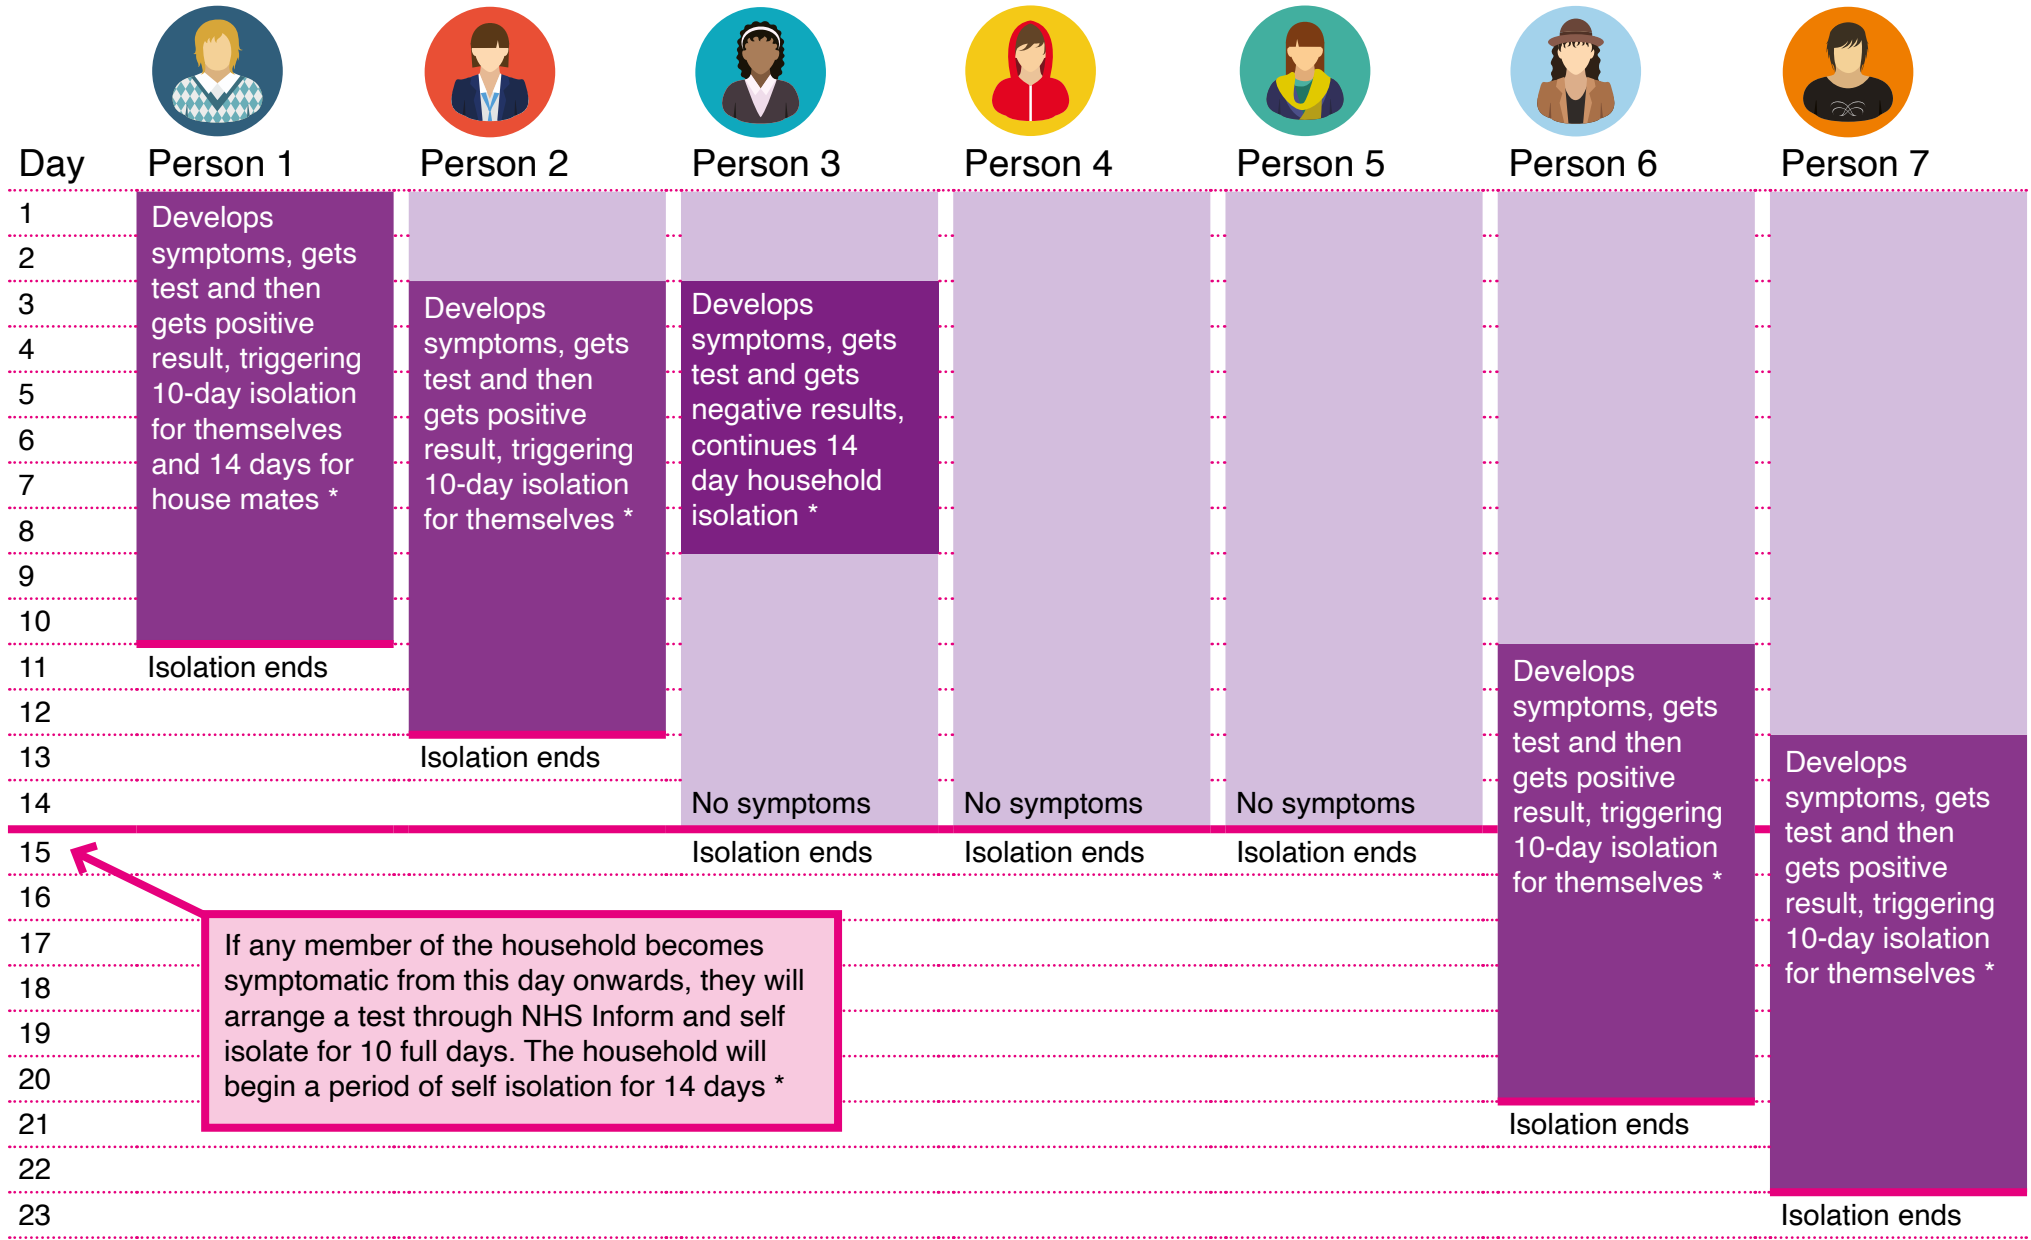 Day
Person 1
Person 2
Person 3
Person 4
Person 5
Person 6
Person 7
1
2
3
4
5
6
7
8
9
10
11
12
13
14
15
16
17
18
19
20
21
22
23
Develops
symptoms, gets
test and then
gets positive
result, triggering
10-day isolation
for themselves
and 14 days for
house mates *
Isolation ends
Develops
symptoms, gets
test and then
gets positive
result, triggering
10-day isolation
for themselves *
Isolation ends
Develops
symptoms, gets
test and gets
negative results,
continues 14
day household
isolation *
No symptoms
Isolation ends
No symptoms
Isolation ends
No symptoms
Isolation ends
Develops
symptoms, gets
test and then
gets positive
result, triggering
10-day isolation
for themselves *
Isolation ends
Develops
symptoms, gets
test and then
gets positive
result, triggering
10-day isolation
for themselves *
Isolation ends
If any member of the household becomes
symptomatic from this day onwards, they will
arrange a test through NHS Inform and self
isolate for 10 full days. The household will
begin a period of self isolation for 14 days *